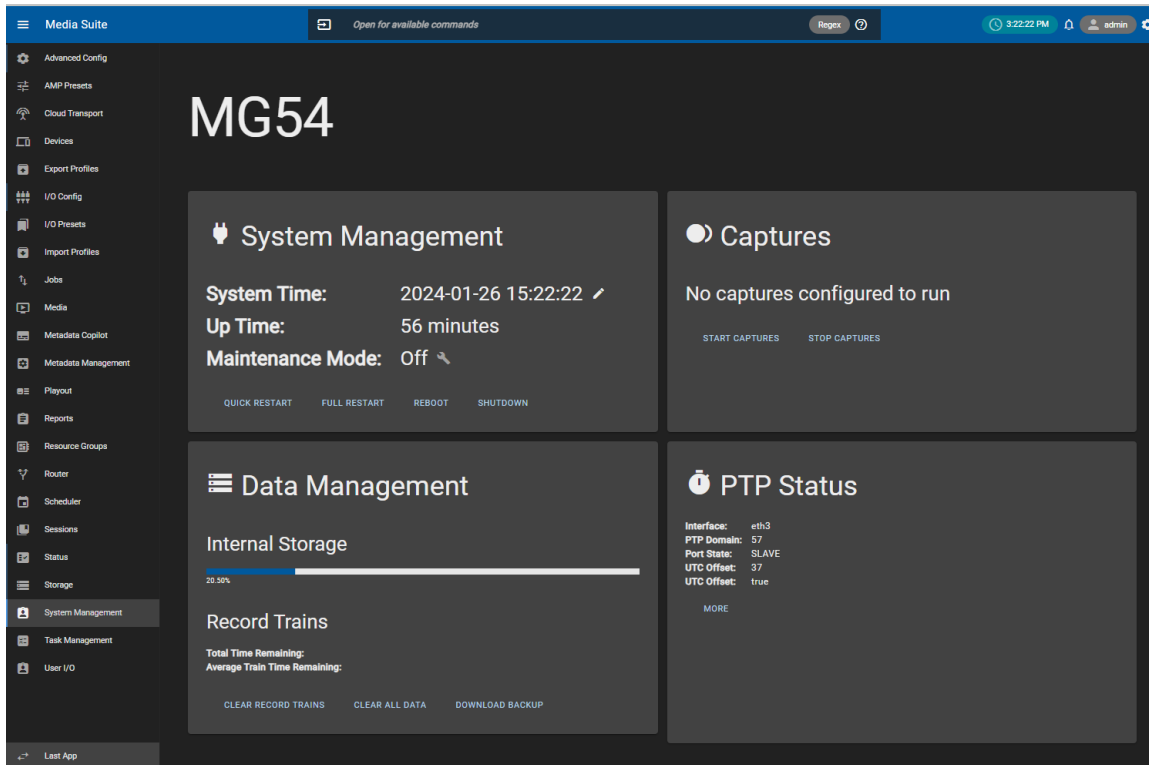 Media Suite
Open for available commands
Regex
3:22:22 PM
admin
Advanced Config
AMP Presets
Cloud Transport
Devices
Export Profiles
I/O Config
I/O Presets
Import Profiles
Jobs
Media
Metadata Copilot
Metadata Management
Playout
Reports
Resource Groups
Router
Scheduler
Sessions
Status
Storage
System Management
Task Management
User I/O
Last App
MG54
System Management
System Time: 2024-01-26 15:22:22
Up Time: 56 minutes
Maintenance Mode: Off
QUICK RESTART FULL RESTART REBOOT SHUTDOWN
Captures
No captures configured to run
START CAPTURES STOP CAPTURES
Data Management
Internal Storage
20.50%
Record Trains
Total Time Remaining:
Average Train Time Remaining:
CLEAR RECORD TRAINS CLEAR ALL DATA DOWNLOAD BACKUP
PTP Status
Interface: eth3
PTP Domain: 57
Port State: SLAVE
UTC Offset: 37
UTC Offset: true
MORE